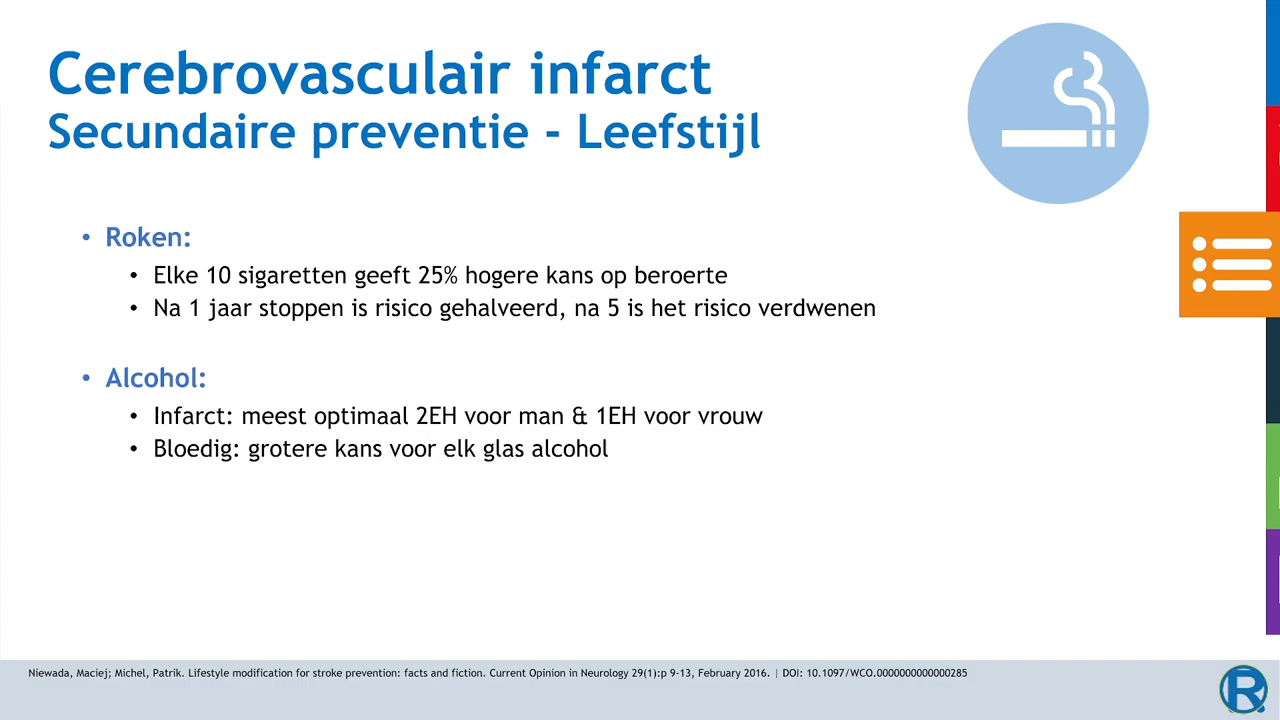 Cerebrovasculair infarct
Secundaire preventie - Leefstijl
• Roken:
• Elke 10 sigaretten geeft 25% hogere kans op beroerte
• Na 1 jaar stoppen is risico gehalveerd, na 5 is het risico verdwenen
• Alcohol:
• Infarct: meest optimaal 2EH voor man & 1EH voor vrouw
• Bloedig: grotere kans voor elk glas alcohol
Niewada, Maciej; Michel, Patrik. Lifestyle modification for stroke prevention: facts and fiction. Current Opinion in Neurology 29(1):p 9-13, February 2016. | DOI: 10.1097/WCO.0000000000000285
R